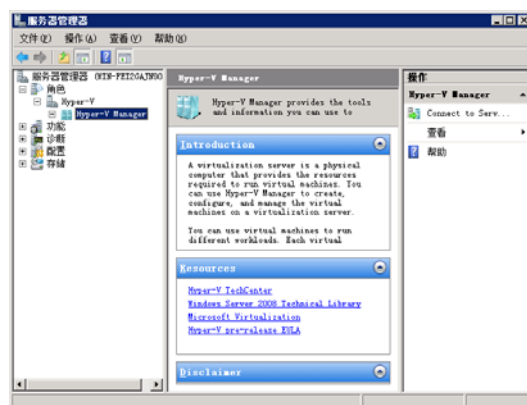 服务器管理器
文件(F) 操作(A) 查看(V) 帮助(H)
服务器管理器
角色
Hyper-V
Hyper-V Manager
功能
诊断
配置
存储
Hyper-V Manager
Hyper-V Manager provides the tools
and information you can use to
Introduction
A virtualization server is a physical
computer that provides the resources
required to run virtual machines. You
can use Hyper-V Manager to create,
configure, and manage the virtual
machines on a virtualization server.
You can use virtual machines to run
different workloads. Each virtual
Resources
Hyper-V TechCenter
Windows Server 2008 Technical Library
Microsoft Virtualization
Hyper-V pre-release EULA
Disclaimer
操作
Hyper-V Manager
Connect to Serv...
查看
帮助